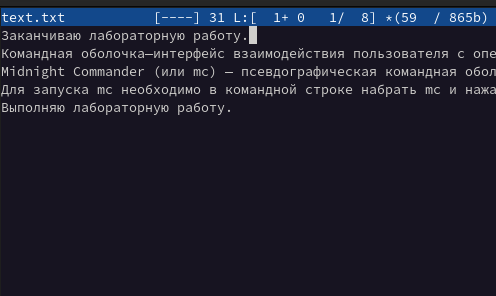 text.txt [----] 31 L:[ 1+ 0 1/ 8] *(59 / 865b)
Заканчиваю лабораторную работу.
Командная оболочка—интерфейс взаимодействия пользователя с опе
Midnight Commander (или mc) — псевдографическая командная обол
Для запуска mc необходимо в командной строке набрать mc и нажа
Выполняю лабораторную работу.